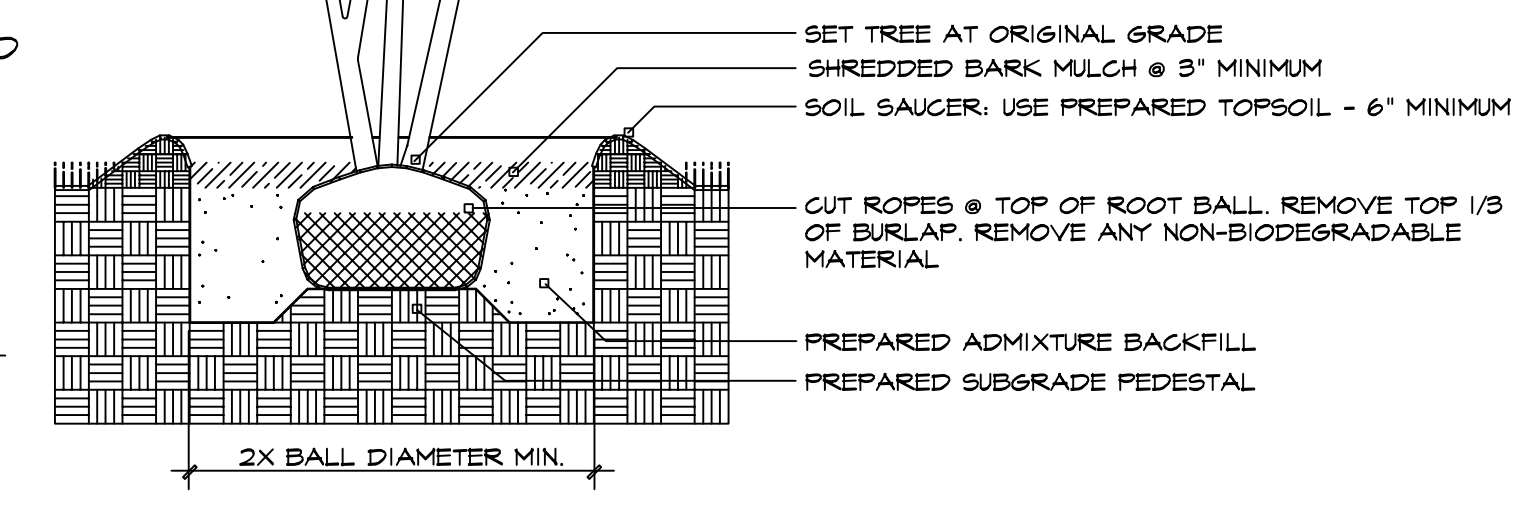 SET TREE AT ORIGINAL GRADE
SHREDDED BARK MULCH @ 3" MINIMUM
SOIL SAUCER: USE PREPARED TOPSOIL - 6" MINIMUM
CUT ROPES @ TOP OF ROOT BALL. REMOVE TOP 1/3
OF BURLAP. REMOVE ANY NON-BIODEGRADABLE
MATERIAL
PREPARED ADMIXTURE BACKFILL
PREPARED SUBGRADE PEDESTAL
2X BALL DIAMETER MIN.